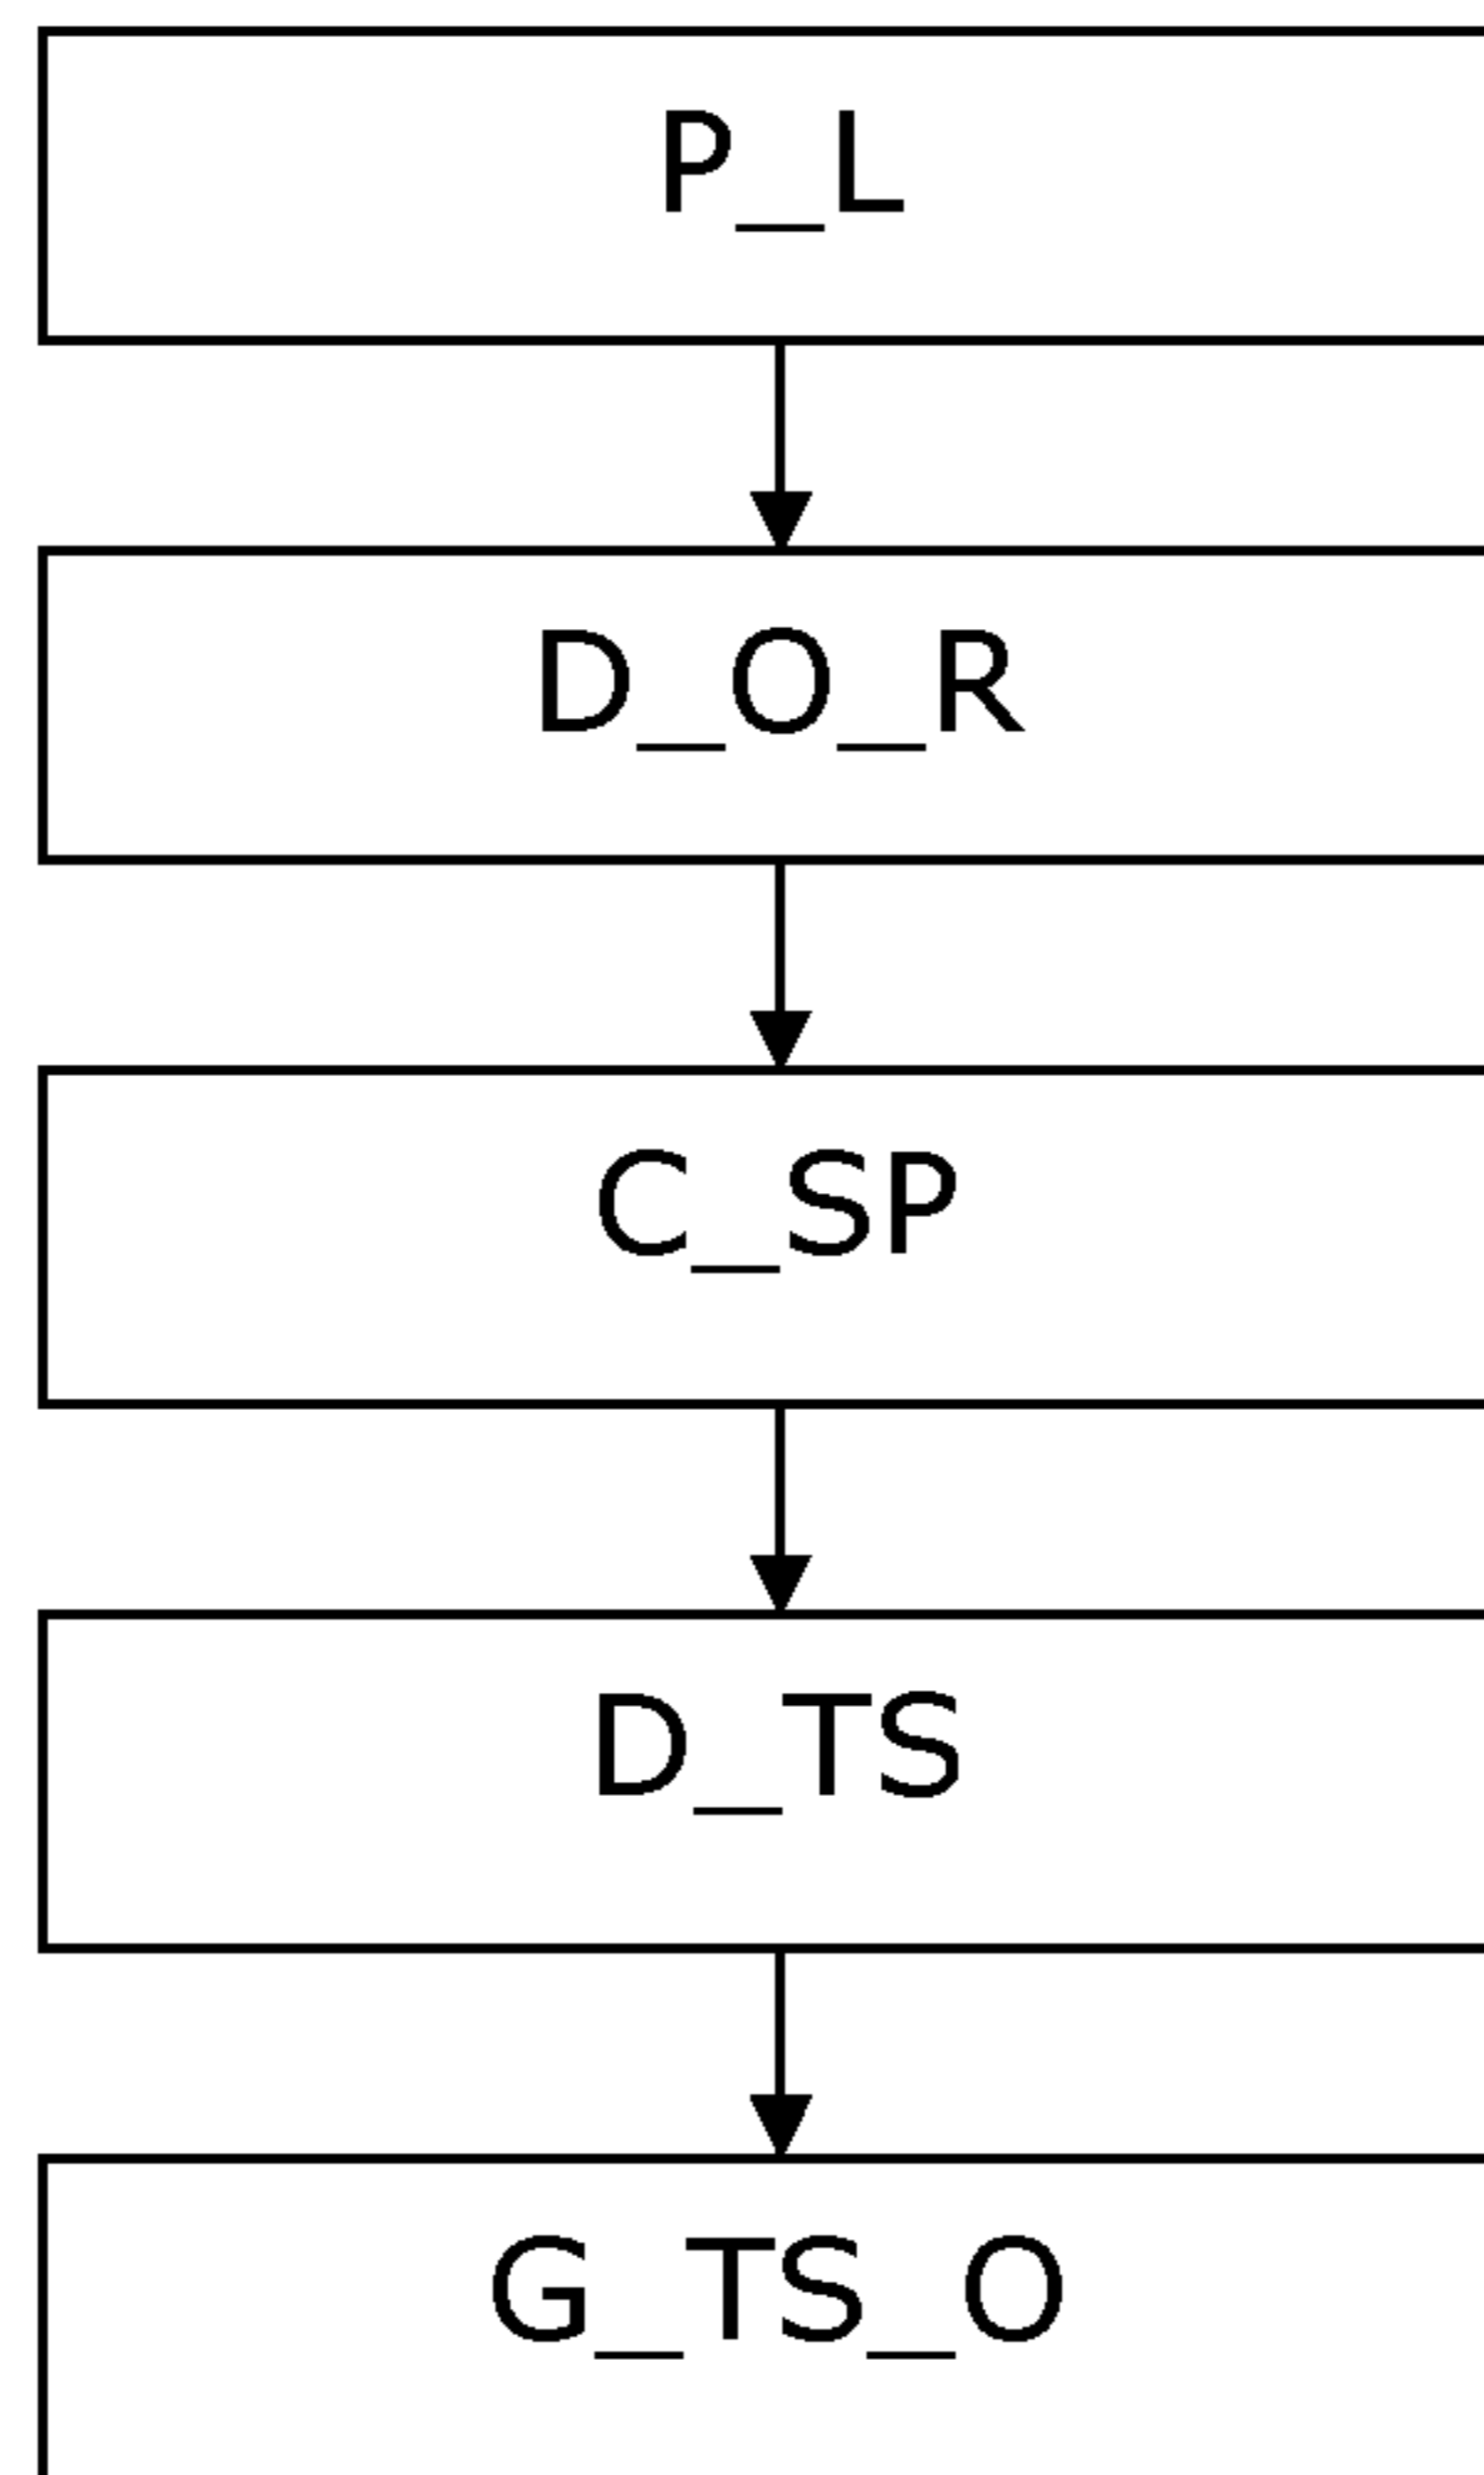 P_L
D_O_R
C_SP
D_TS
G_TS_O